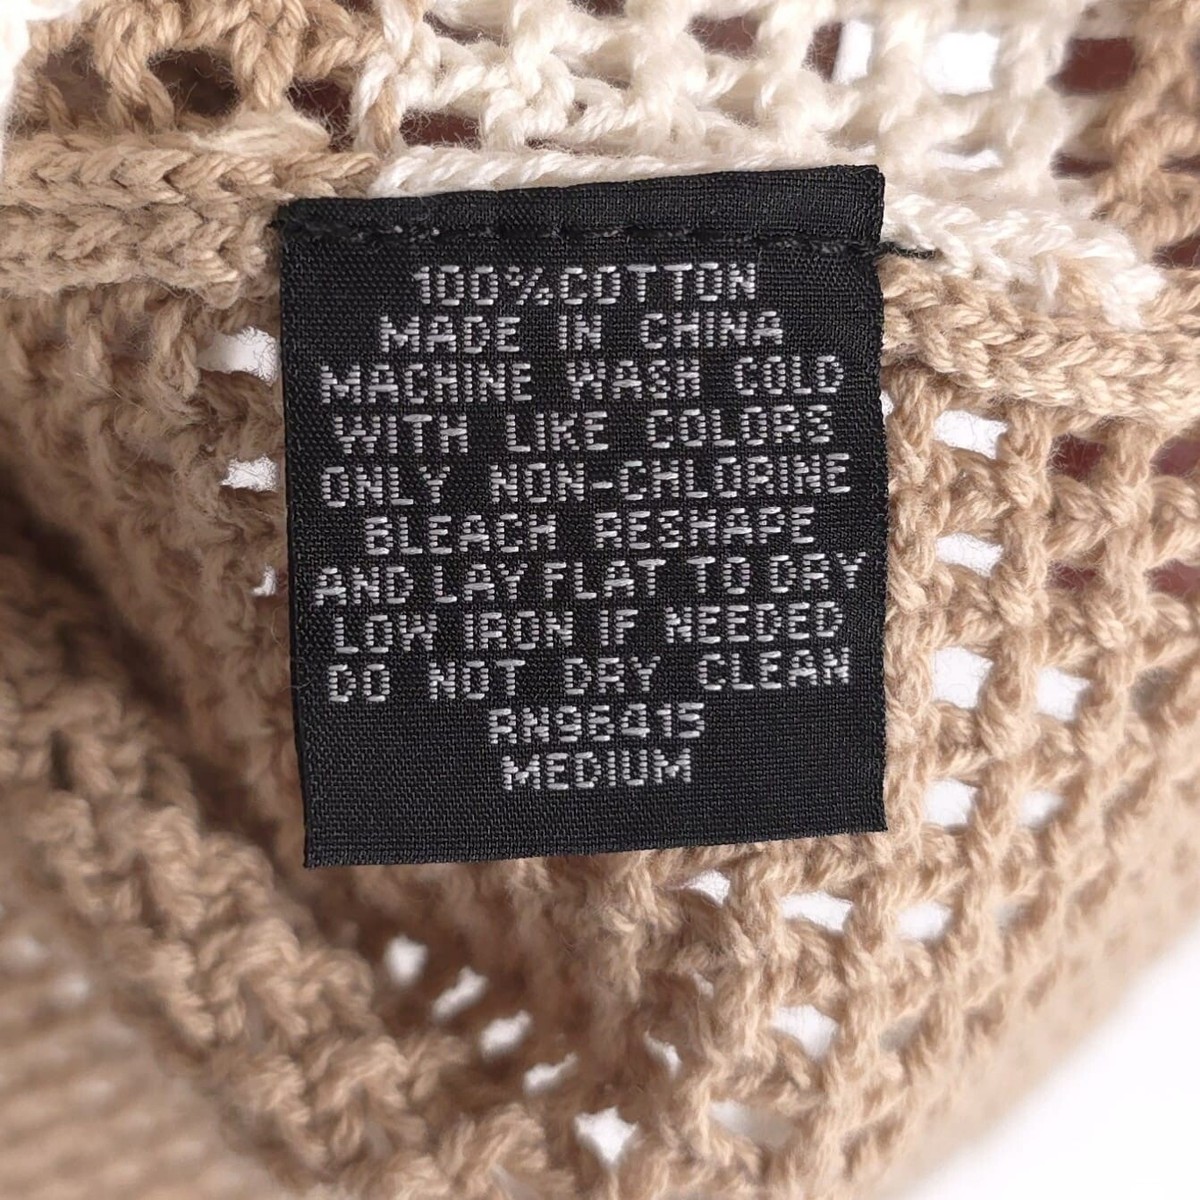 100% COTTON
MADE IN CHINA
MACHINE WASH COLD
WITH LIKE COLORS
ONLY NON-CHLORINE
BLEACH RESHAPE
AND LAY FLAT TO DRY
LOW IRON IF NEEDED
DO NOT DRY CLEAN
RN96415
MEDIUM